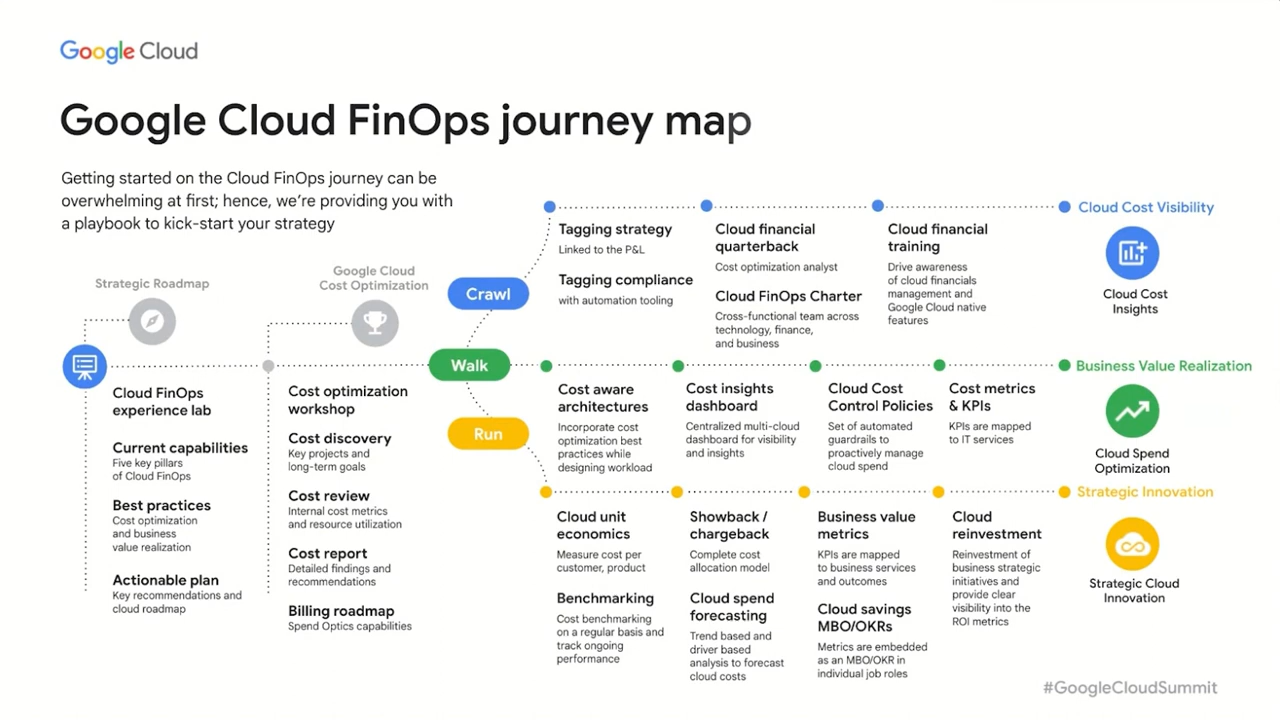 Google Cloud
Google Cloud FinOps journey map
Getting started on the Cloud FinOps journey can be
overwhelming at first; hence, we're providing you with
a playbook to kick-start your strategy
Strategic Roadmap
Cloud FinOps
experience lab
Current capabilities
Five key pillars
of Cloud FinOps
Best practices
Cost optimization
and business
value realization
Actionable plan
Key recommendations and
cloud roadmap
Google Cloud
Cost Optimization
Cost optimization
workshop
Cost discovery
Key projects and
long-term goals
Cost review
Internal cost metrics
and resource utilization
Cost report
Detailed findings and
recommendations
Billing roadmap
Spend Optics capabilities
Crawl
Tagging strategy
Linked to the P&L
Tagging compliance
with automation tooling
Cloud financial
quarterback
Cost optimization analyst
Cloud FinOps Charter
Cross-functional team across
technology, finance,
and business
Cloud financial
training
Drive awareness
of cloud financials
management and
Google Cloud native
features
Cloud Cost Visibility
Cloud Cost
Insights
Walk
Cost aware
architectures
Incorporate cost
optimization best
practices while
designing workload
Cost insights
dashboard
Centralized multi-cloud
dashboard for visibility
and insights
Cloud Cost
Control Policies
Set of automated
guardrails to
proactively manage
cloud spend
Cost metrics
& KPIs
KPIs are mapped
to IT services
Business Value Realization
Cloud Spend
Optimization
Run
Cloud unit
economics
Measure cost per
customer, product
Benchmarking
Cost benchmarking
on a regular basis and
track ongoing
performance
Showback /
chargeback
Complete cost
allocation model
Cloud spend
forecasting
Trend based and
driver based
analysis to forecast
cloud costs
Business value
metrics
KPIs are mapped
to business services
and outcomes
Cloud savings
MBO/OKRs
Metrics are embedded
as an MBO/OKR in
individual job roles
Cloud
reinvestment
Reinvestment of
business strategic
initiatives and
provide clear
visibility into the
ROI metrics
Strategic Innovation
Strategic Cloud
Innovation
#GoogleCloudSummit